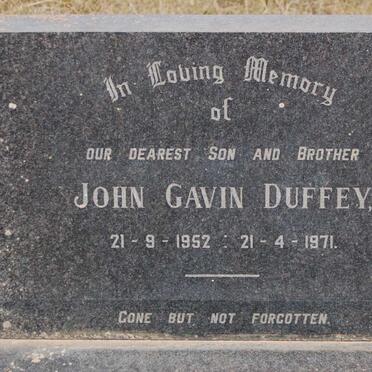 In Loving Memory
of
OUR DEAREST SON AND BROTHER
JOHN GAVIN DUFFEY,
21 - 9 - 1952 : 21 - 4 - 1971.
GONE BUT NOT FORGOTTEN.